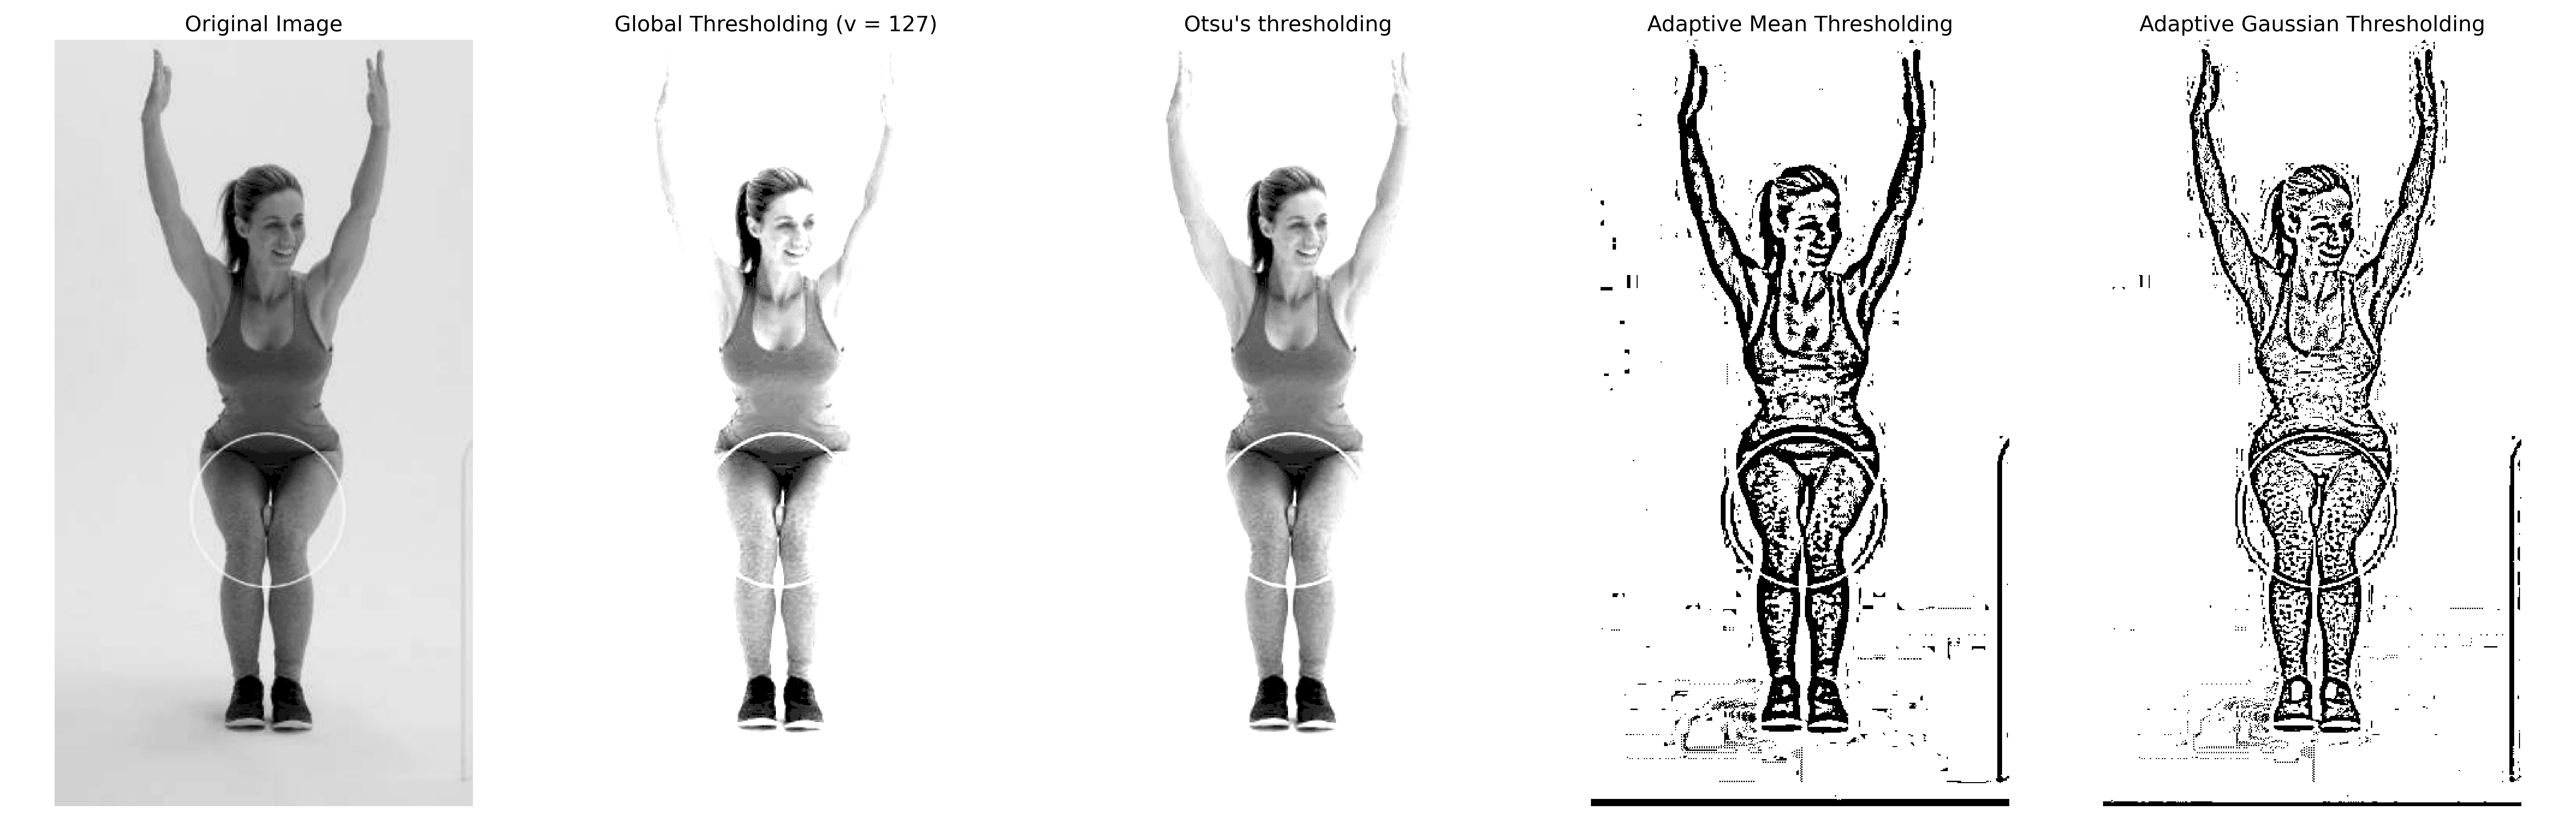 Original Image
Global Thresholding (v = 127)
Otsu's thresholding
Adaptive Mean Thresholding
Adaptive Gaussian Thresholding